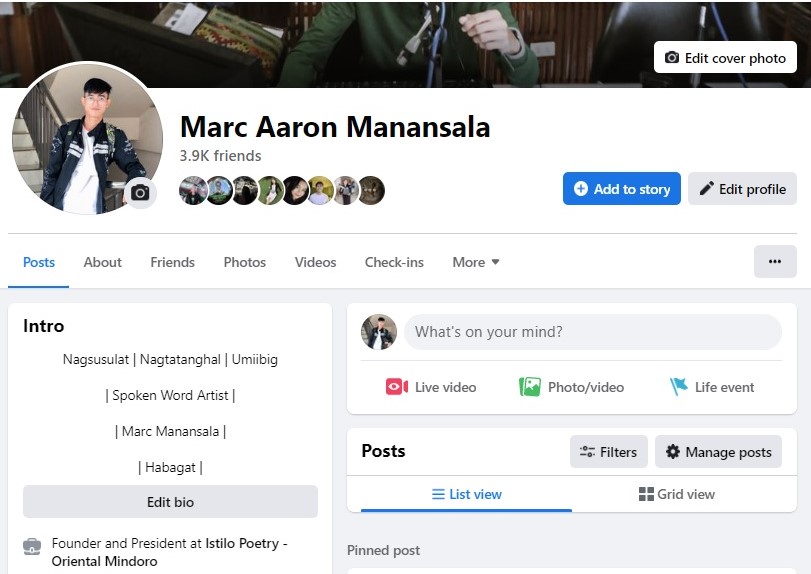 Edit cover photo
Marc Aaron Manansala
3.9K friends
Add to story
Edit profile
Posts
About
Friends
Photos
Videos
Check-ins
More
Intro
Nagsusulat | Nagtatanghal | Umiibig
| Spoken Word Artist |
| Marc Manansala |
| Habagat |
Edit bio
Founder and President at Istilo Poetry -
Oriental Mindoro
What's on your mind?
Live video
Photo/video
Life event
Posts
Filters
Manage posts
List view
Grid view
Pinned post